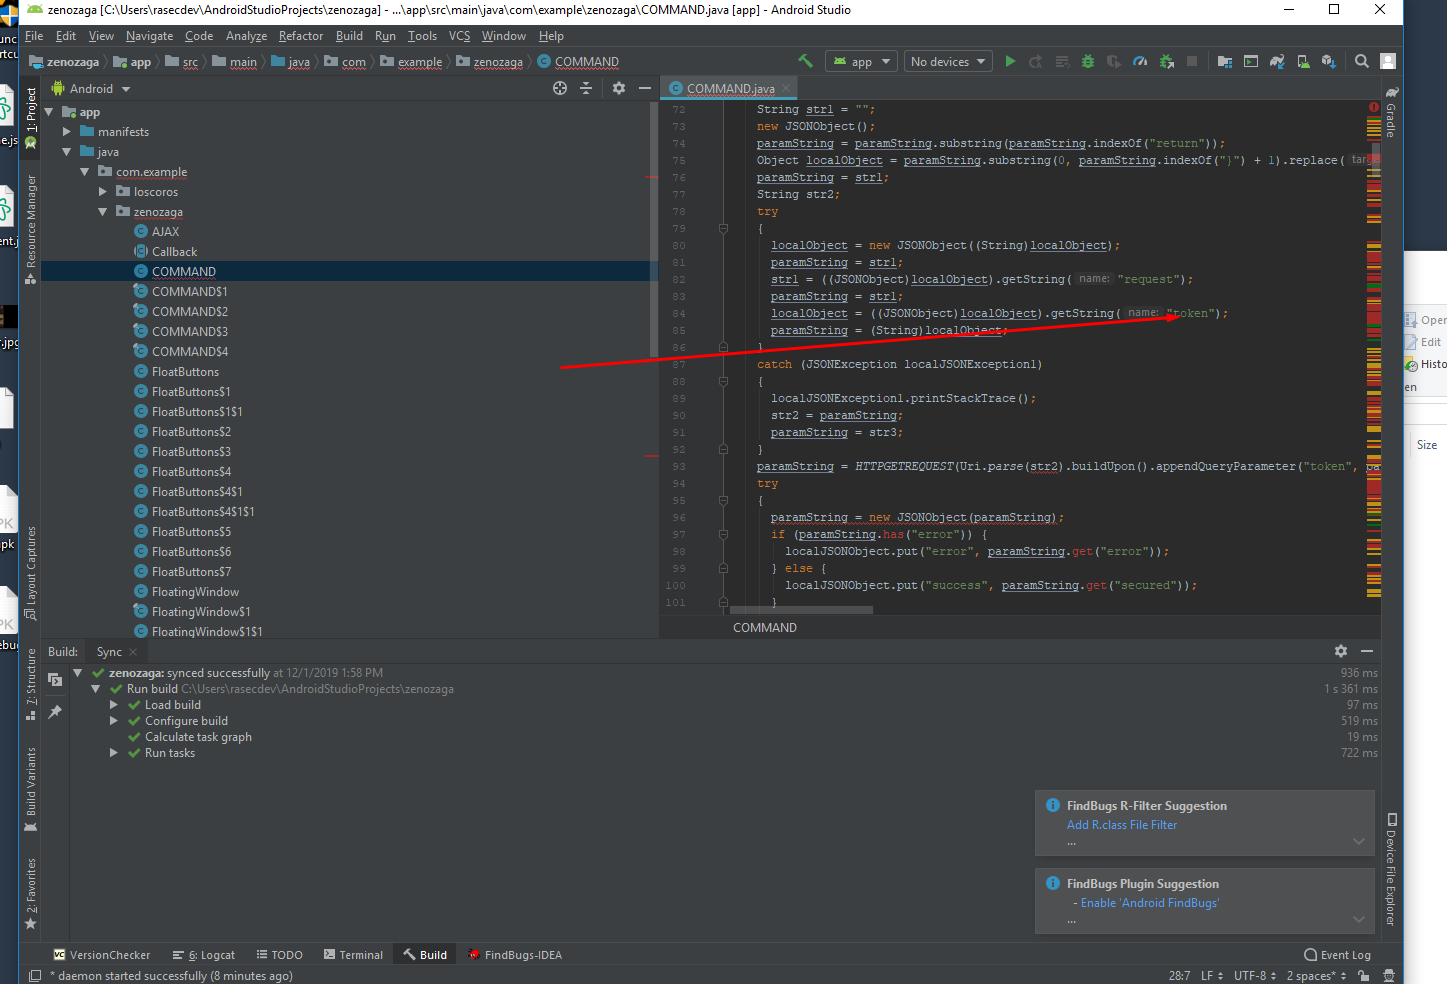 zenozaga [C:\Users\rasecdev\AndroidStudioProjects\zenozaga] - ...\app\src\main\java\com\example\zenozaga\COMMAND.java [app] - Android Studio
File Edit View Navigate Code Analyze Refactor Build Run Tools VCS Window Help
zenozaga app src main java com example zenozaga COMMAND
app No devices
Android
COMMAND.java
1: Project
Resource Manager
Layout Captures
7: Structure
Build Variants
2: Favorites
app
manifests
java
com.example
loscoros
zenozaga
AJAX
Callback
COMMAND
COMMAND$1
COMMAND$2
COMMAND$3
COMMAND$4
FloatButtons
FloatButtons$1
FloatButtons$1$1
FloatButtons$2
FloatButtons$3
FloatButtons$4
FloatButtons$4$1
FloatButtons$4$1$1
FloatButtons$5
FloatButtons$6
FloatButtons$7
FloatingWindow
FloatingWindow$1
FloatingWindow$1$1
72 String str1 = "";
73 new JSONObject();
74 paramString = paramString.substring(paramString.indexOf("return"));
75 Object localObject = paramString.substring(0, paramString.indexOf("}") + 1).replace(
76 paramString = str1;
77 String str2;
78 try
79 {
80 localObject = new JSONObject((String)localObject);
81 paramString = str1;
82 str1 = ((JSONObject)localObject).getString( name: "request");
83 paramString = str1;
84 localObject = ((JSONObject)localObject).getString( name: "token");
85 paramString = (String)localObject;
86 }
87 catch (JSONException localJSONException1)
88 {
89 localJSONException1.printStackTrace();
90 str2 = paramString;
91 paramString = str3;
92 }
93 paramString = HTTPGETREQUEST(Uri.parse(str2).buildUpon().appendQueryParameter("token", pa
94 try
95 {
96 paramString = new JSONObject(paramString);
97 if (paramString.has("error")) {
98 localJSONObject.put("error", paramString.get("error"));
99 } else {
100 localJSONObject.put("success", paramString.get("secured"));
101 }
COMMAND
Gradle
Device File Explorer
Build: Sync
zenozaga: synced successfully at 12/1/2019 1:58 PM 936 ms
Run build C:\Users\rasecdev\AndroidStudioProjects\zenozaga 1 s 361 ms
Load build 97 ms
Configure build 519 ms
Calculate task graph 19 ms
Run tasks 722 ms
FindBugs R-Filter Suggestion
Add R.class File Filter
...
FindBugs Plugin Suggestion
- Enable 'Android FindBugs'
...
VersionChecker 6: Logcat TODO Terminal Build FindBugs-IDEA Event Log
* daemon started successfully (8 minutes ago) 28:7 LF UTF-8 2 spaces*
Edit
Size